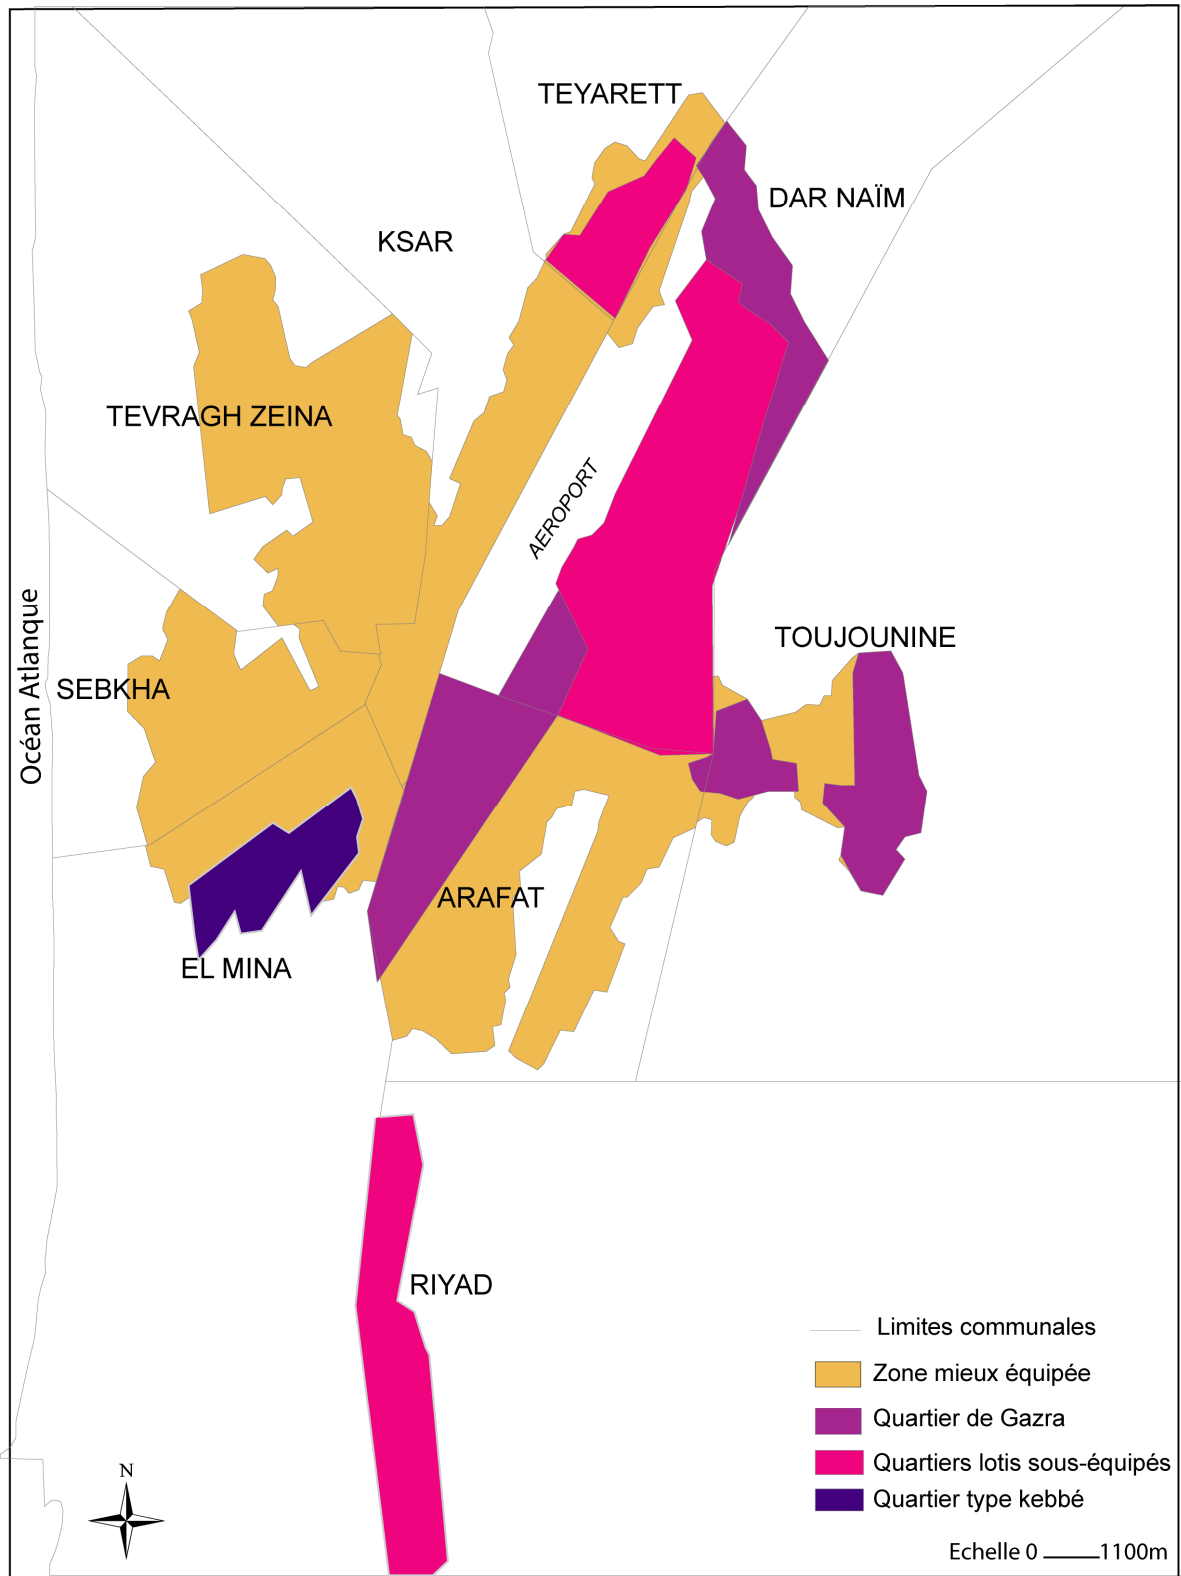 TEYARETT
DAR NAÏM
KSAR
TEVRAGH ZEINA
AEROPORT
Océan Atlanque
TOUJOUNINE
SEBKHA
ARAFAT
EL MINA
RIYAD
Limites communales
Zone mieux équipée
Quartier de Gazra
Quartiers lotis sous-équipés
Quartier type kebbé
N
Echelle 0 1100m